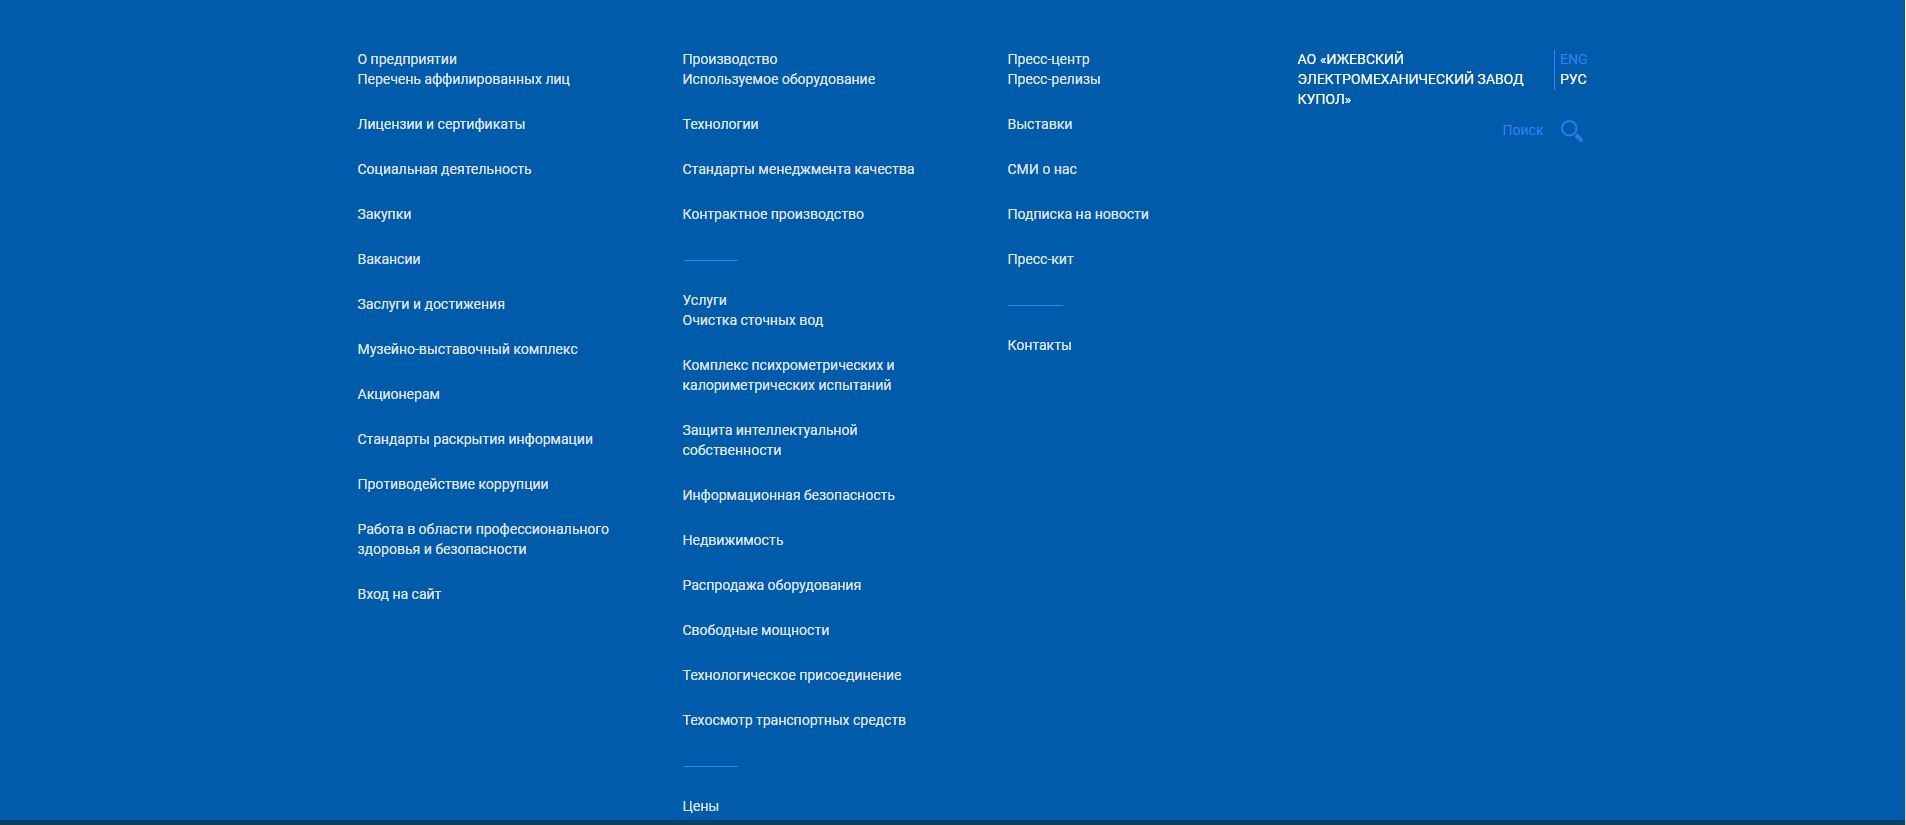 О предприятии
Перечень аффилированных лиц
Лицензии и сертификаты
Социальная деятельность
Закупки
Вакансии
Заслуги и достижения
Музейно-выставочный комплекс
Акционерам
Стандарты раскрытия информации
Противодействие коррупции
Работа в области профессионального
здоровья и безопасности
Вход на сайт
Производство
Используемое оборудование
Технологии
Стандарты менеджмента качества
Контрактное производство
Услуги
Очистка сточных вод
Комплекс психрометрических и
калориметрических испытаний
Защита интеллектуальной
собственности
Информационная безопасность
Недвижимость
Распродажа оборудования
Свободные мощности
Технологическое присоединение
Техосмотр транспортных средств
Цены
Пресс-центр
Пресс-релизы
Выставки
СМИ о нас
Подписка на новости
Пресс-кит
Контакты
АО «ИЖЕВСКИЙ
ЭЛЕКТРОМЕХАНИЧЕСКИЙ ЗАВОД
КУПОЛ»
ENG
РУС
Поиск